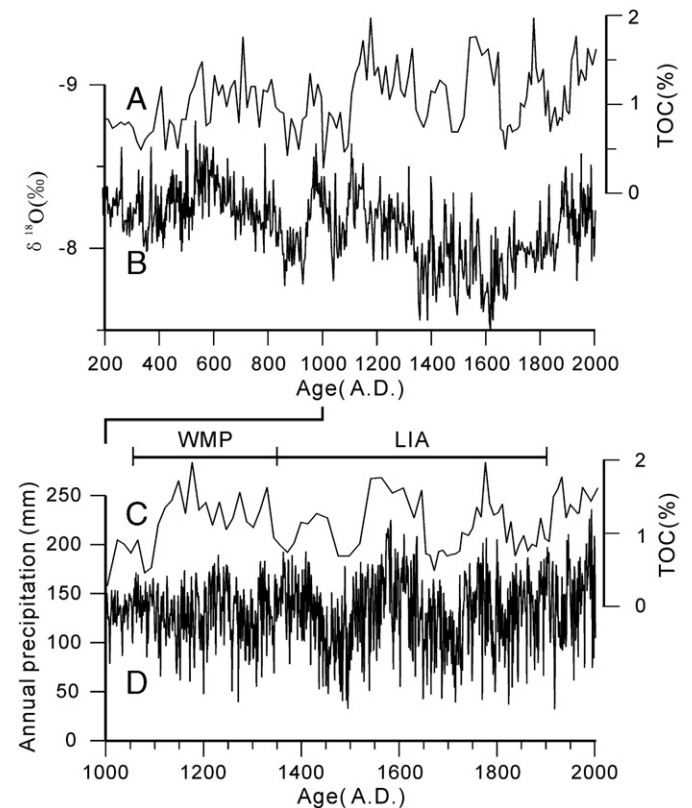 2
A
-9
1
TOC(%)
0
δ ¹⁸O(‰)
-8
B
200 400 600 800 1000 1200 1400 1600 1800 2000
Age( A.D.)
WMP LIA
2
250
C
200
1
TOC(%)
150
0
100
Annual precipitation (mm)
50
D
0
1000 1200 1400 1600 1800 2000
Age( A.D.)